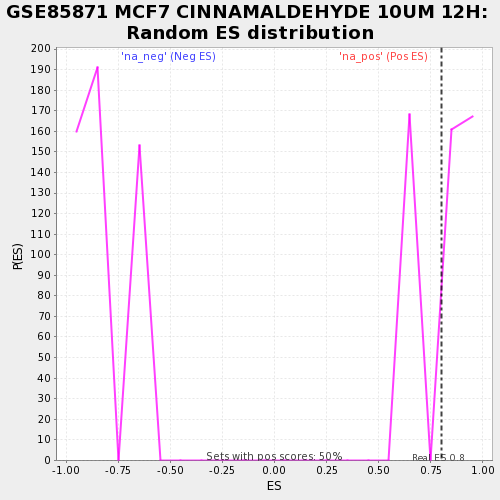 GSE85871 MCF7 CINNAMALDEHYDE 10UM 12H:
Random ES distribution
'na_neg' (Neg ES)
'na_pos' (Pos ES)
P(ES)
200
190
180
170
160
150
140
130
120
110
100
90
80
70
60
50
40
30
20
10
0
Sets with pos scores: 50%
Real ES 0.8
-1.00 -0.75 -0.50 -0.25 0.00 0.25 0.50 0.75 1.00
ES